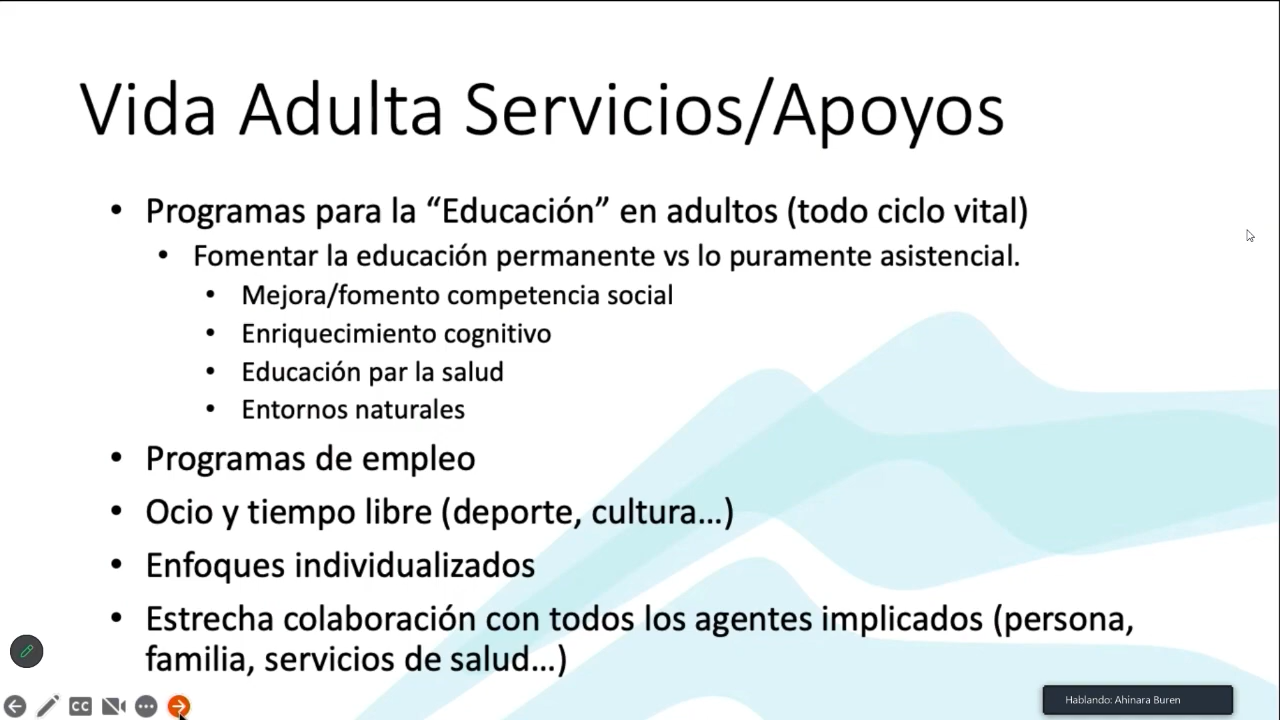 Vida Adulta Servicios/Apoyos
• Programas para la “Educación” en adultos (todo ciclo vital)
• Fomentar la educación permanente vs lo puramente asistencial.
• Mejora/fomento competencia social
• Enriquecimiento cognitivo
• Educación par la salud
• Entornos naturales
• Programas de empleo
• Ocio y tiempo libre (deporte, cultura...)
• Enfoques individualizados
• Estrecha colaboración con todos los agentes implicados (persona,
familia, servicios de salud...)
CC
Hablando: Ahinara Buren